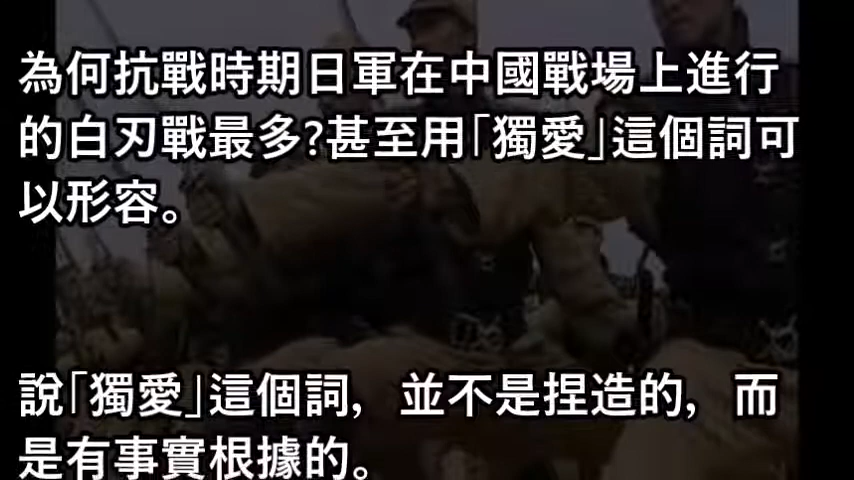 為何抗戰時期日軍在中國戰場上進行
的白刃戰最多?甚至用「獨愛」這個詞可
以形容。
說「獨愛」這個詞，並不是捏造的，而
是有事實根據的。